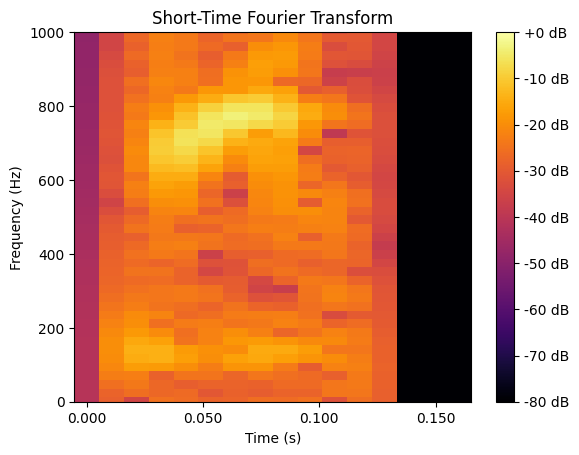 Short-Time Fourier Transform
1000
800
600
400
200
0
Frequency (Hz)
0.000
0.050
0.100
0.150
Time (s)
+0 dB
-10 dB
-20 dB
-30 dB
-40 dB
-50 dB
-60 dB
-70 dB
-80 dB